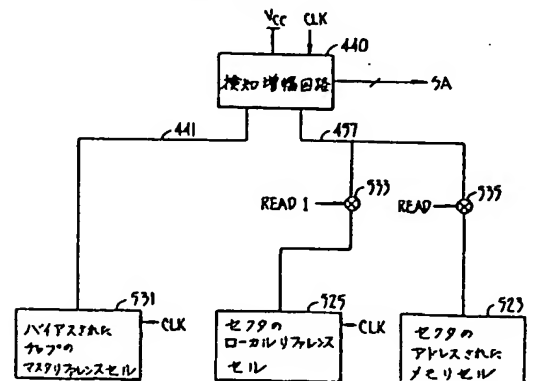 Vcc CLK
440
検知増幅回路
SA
441
457
READ 1
533
READ
535
531
バイアスされた
チップの
マスタリファレンスセル
CLK
525
セクタの
ローカルリファレンス
セル
CLK
523
セクタの
アドレスされた
メモリセル